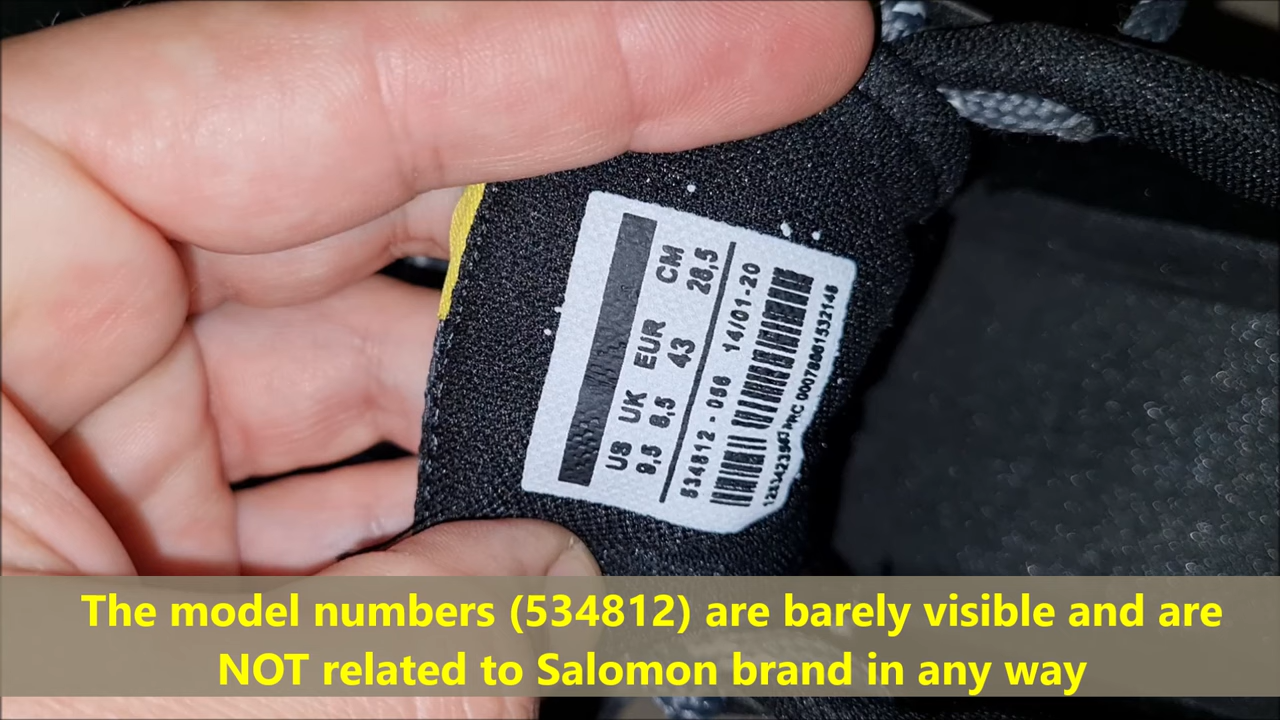 US UK EUR CM
9,5 8,5 43 28,5
534812 - 056 14/01-20
The model numbers (534812) are barely visible and are
NOT related to Salomon brand in any way